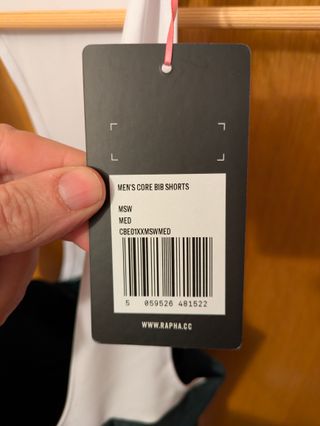 MEN'S CORE BIB SHORTS
MSW
MED
CBE01XXMSWMED
5 059526 481522
WWW.RAPHA.CC